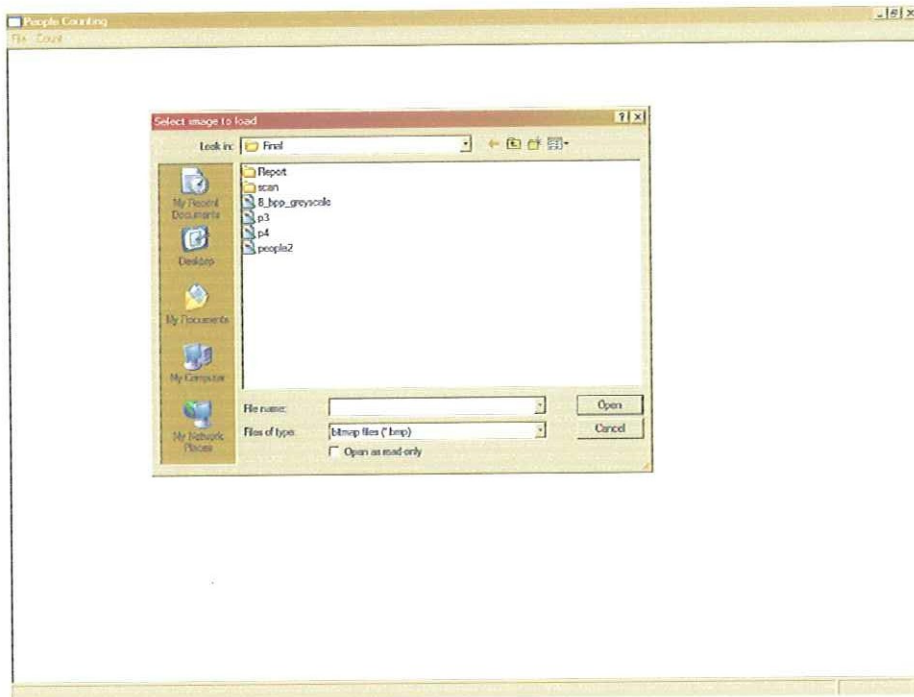 People Counting
File Count
Select image to load
Look in: Final
Report
scan
8_bpp_greyscale
p3
p4
people2
My Recent
Documents
Desktop
My Documents
My Computer
My Network
Places
File name:
Open
Files of type: bitmap files (*.bmp)
Cancel
Open as read-only